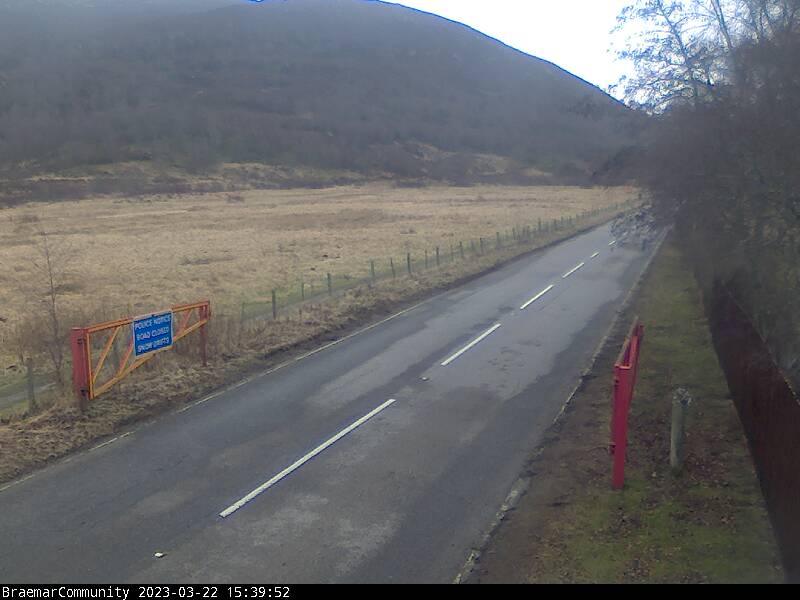 POLICE NOTICE
ROAD CLOSED
SNOW DRIFTS
BraemarCommunity 2023-03-22 15:39:52